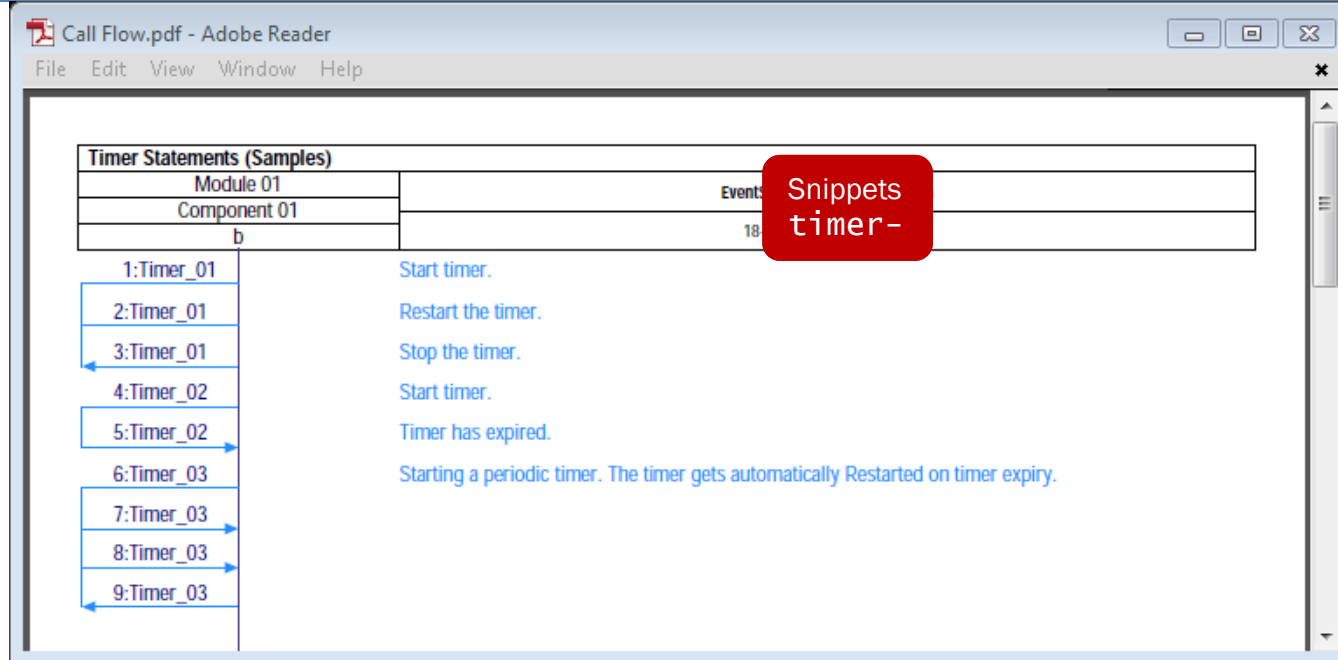 Call Flow.pdf - Adobe Reader
File Edit View Window Help
Timer Statements (Samples)
Module 01
Component 01
b
Snippets
timer-
1:Timer_01 Start timer.
2:Timer_01 Restart the timer.
3:Timer_01 Stop the timer.
4:Timer_02 Start timer.
5:Timer_02 Timer has expired.
6:Timer_03 Starting a periodic timer. The timer gets automatically Restarted on timer expiry.
7:Timer_03
8:Timer_03
9:Timer_03